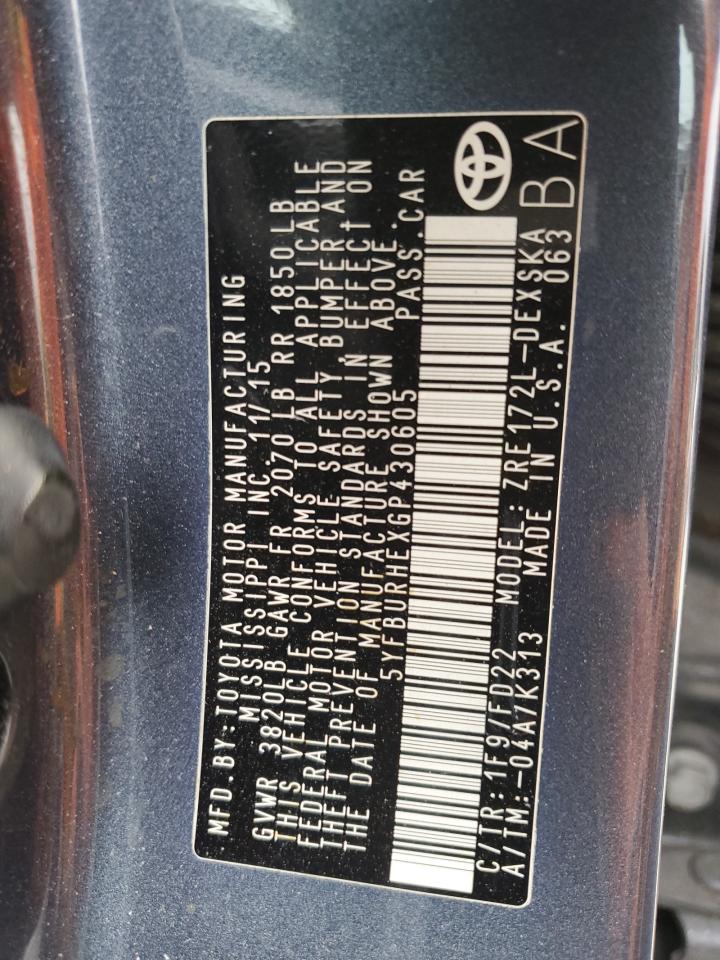 MFD.BY:TOYOTA MOTOR MANUFACTURING
MISSISSIPPI INC. 11/15
GVWR 3820LB GAWR FR 2070 LB RR 1850 LB
THIS VEHICLE CONFORMS TO ALL APPLICABLE
FEDERAL MOTOR VEHICLE SAFETY, BUMPER AND
THEFT PREVENTION STANDARDS IN EFFECT ON
THE DATE OF MANUFACTURE SHOWN ABOVE.
5YFBURHEXGP430605 PASS.CAR
C/TR:1F9/FD22 MODEL:ZRE172L-DEXSKA
A/TM:-04A/K313 MADE IN U.S.A. 063
BA